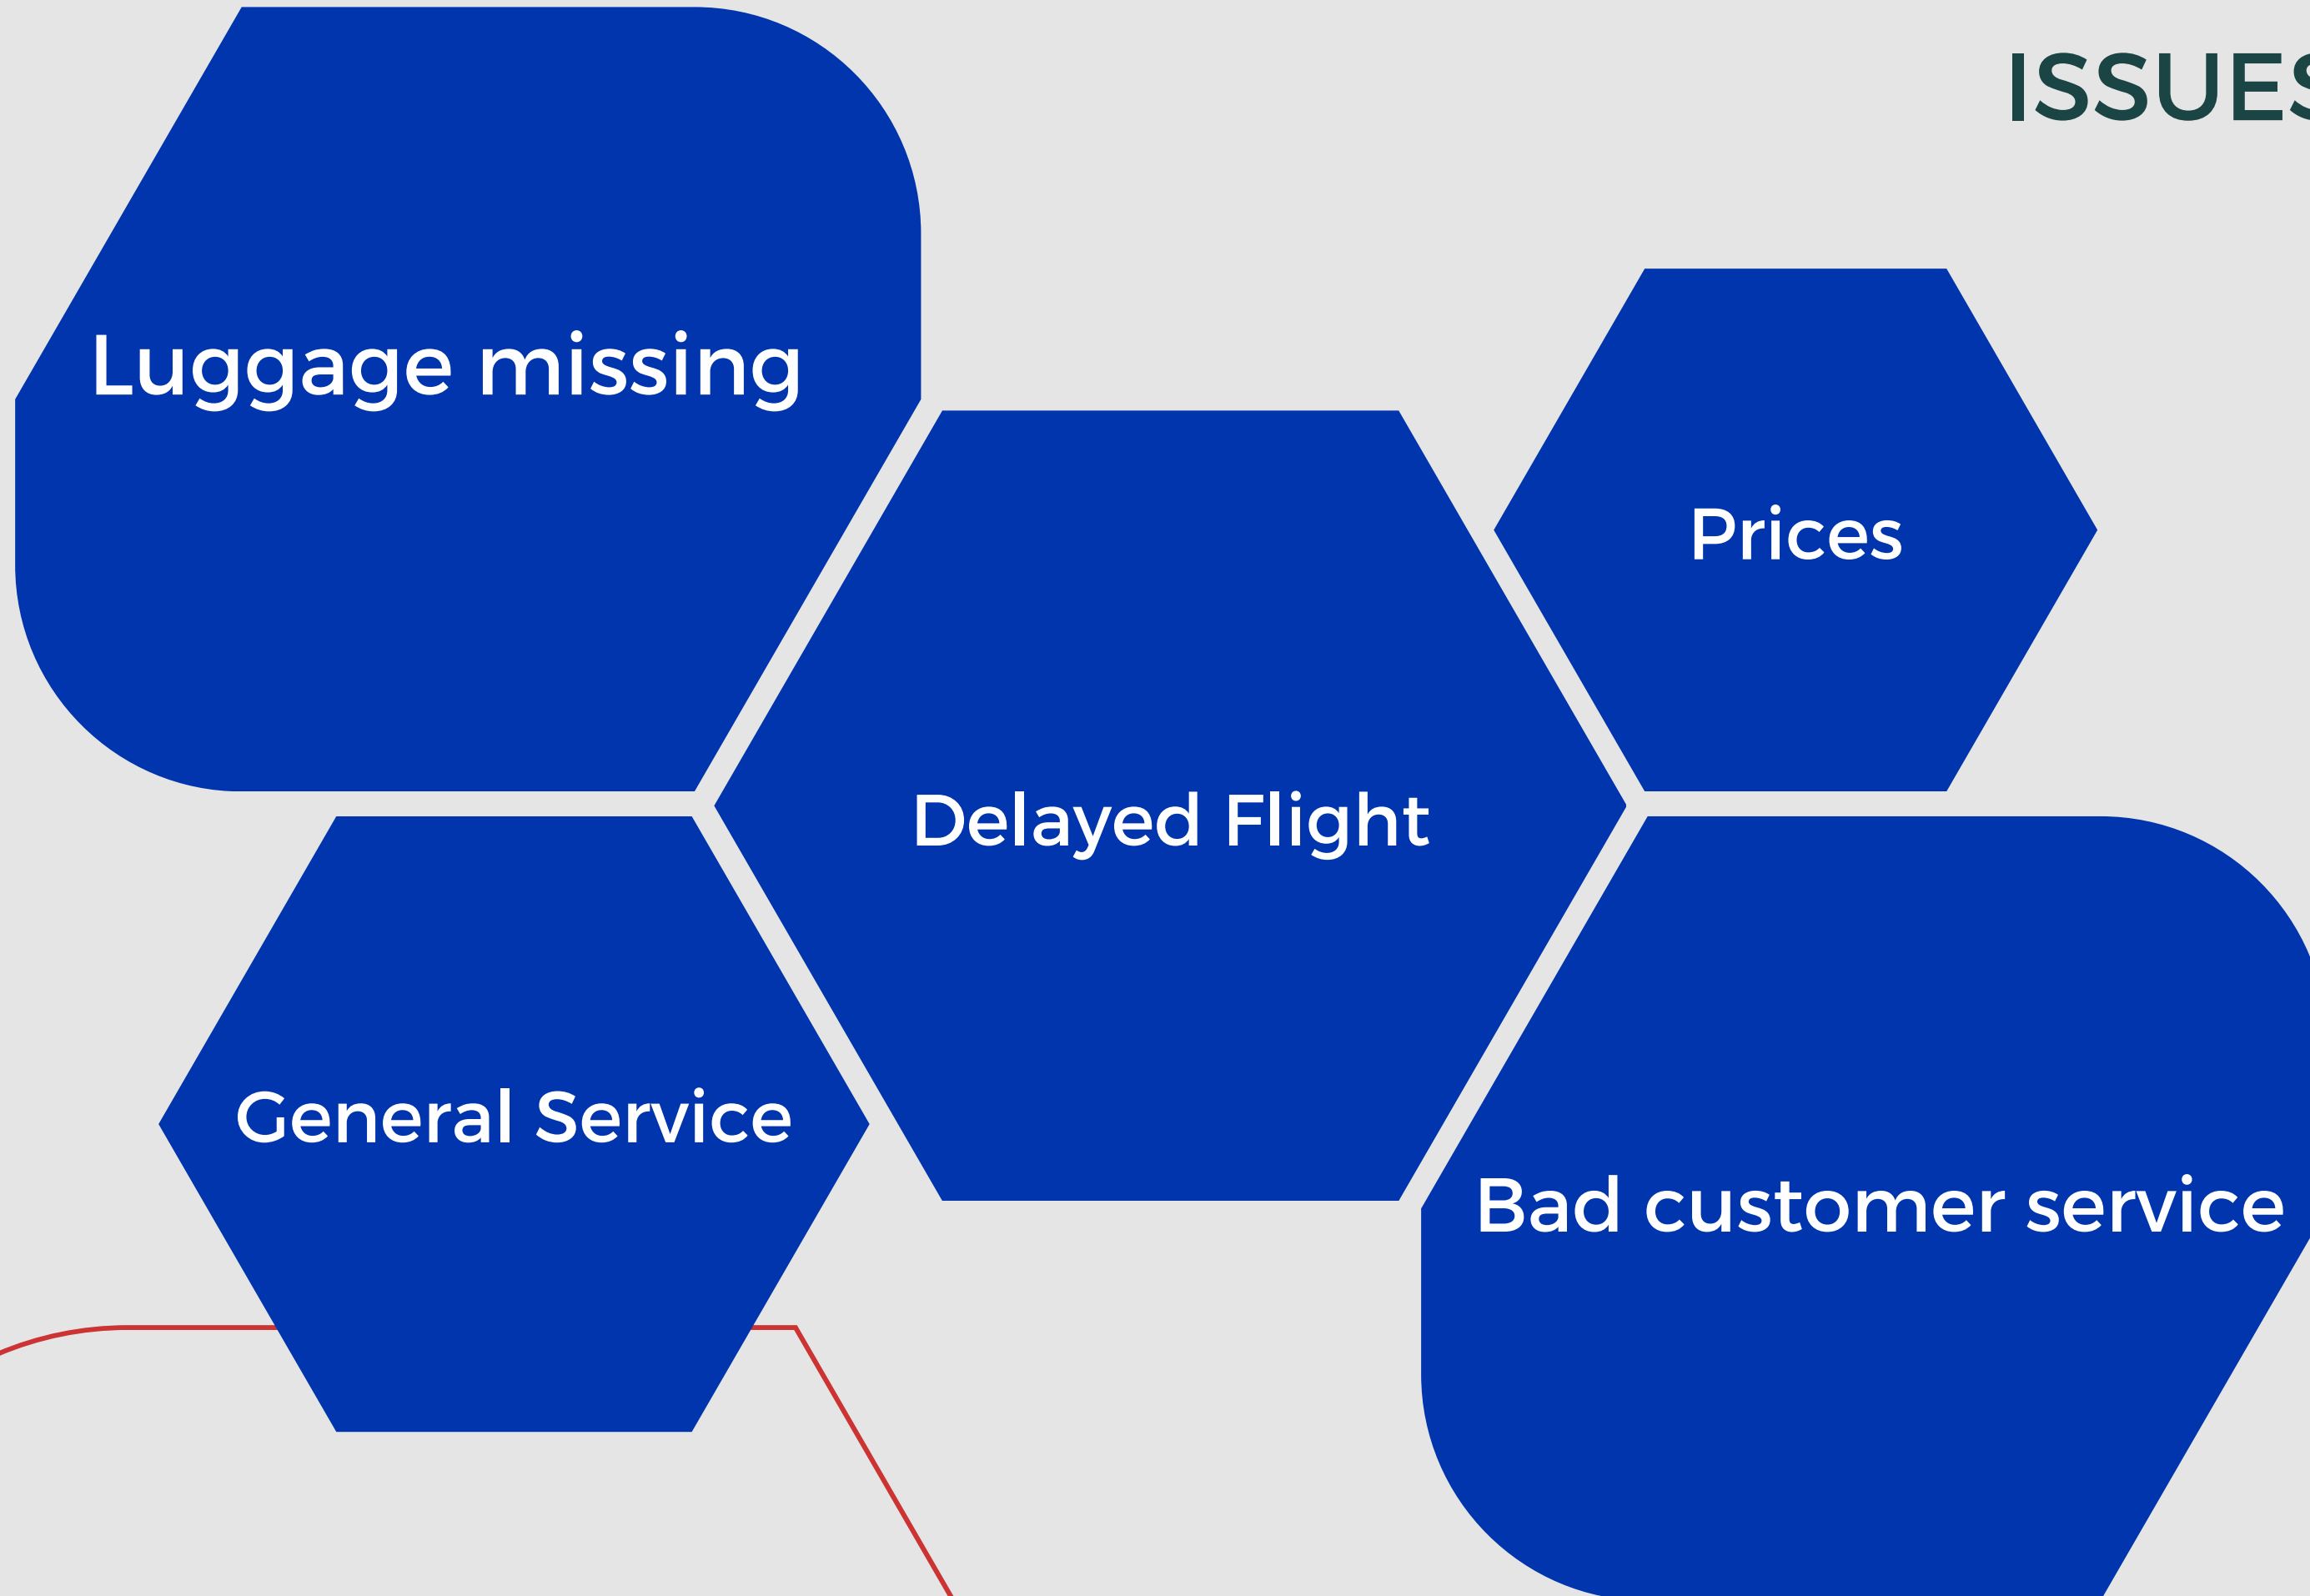 ISSUES
Luggage missing
Prices
Delayed Flight
General Service
Bad customer service